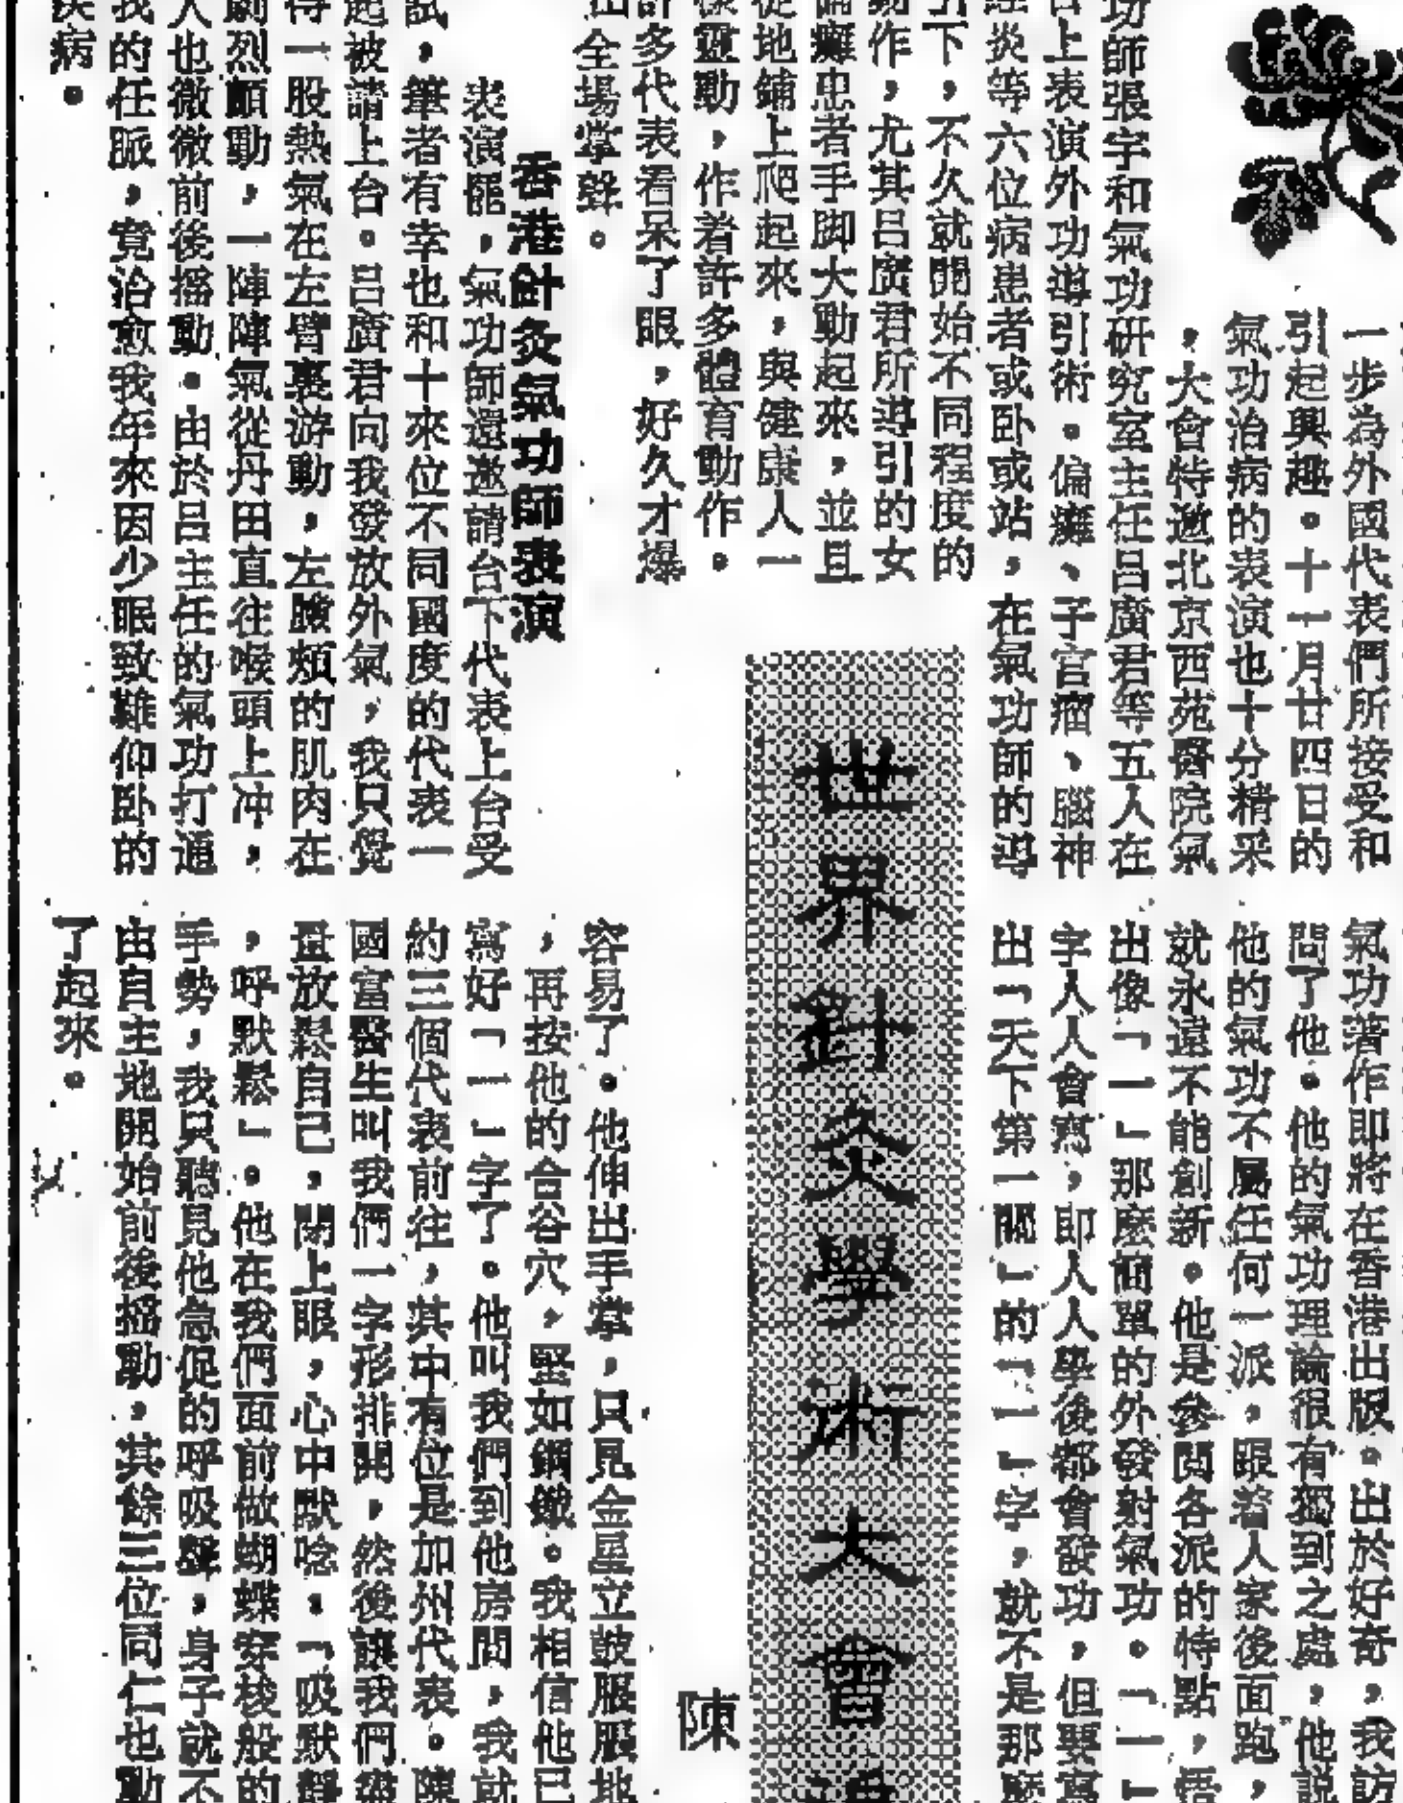 一步為外國代表們所接受和
引起興趣。十一月廿四日的
氣功治病的表演也十分精采
，大會特邀北京西苑醫院氣
功師張宇和氣功研究室主任呂廣君等五人在
台上表演外功導引術。偏癱、子宮瘤、腦神
經炎等六位病患者或卧或站，在氣功師的導
引下，不久就開始不同程度的
動作，尤其呂廣君所導引的女
偏癱患者手脚大動起來，並且
從地鋪上爬起來，與健康人一
樣靈動，作着許多體育動作。
許多代表看呆了眼，好久才爆
出全場掌聲。
香港針灸氣功師表演
表演罷，氣功師還邀請台下代表上台受
試，筆者有幸也和十來位不同國度的代表一
起被請上台。呂廣君向我發放外氣，我只覺
得一股熱氣在左臂裏游動，左臉頰的肌肉在
劇烈顫動，一陣陣氣從丹田直往喉頭上冲，
人也微微前後搖動。由於呂主任的氣功打通
我的任脈，竟治愈我年來因少眠致難仰卧的
疾病。
世界針灸學術大會
陳
氣功著作即將在香港出版。出於好奇，我訪
問了他。他的氣功理論很有獨到之處，他説
他的氣功不屬任何一派，眼着人家後面跑，
就永遠不能創新。他是參閱各派的特點，悟
出像「一」那麽簡單的外發射氣功。「一」
字人人會寫，即人人學後都會發功，但要寫
出「天下第一關」的「一」字，就不是那麽
容易了。他伸出手掌，只見金星立鼓服服地
，再按他的合谷穴，堅如鋼鐵。我相信他已
寫好「一」字了。他叫我們到他房間，我就
約三個代表前往，其中有位是加州代表。陳
國富醫生叫我們一字形排開，然後讓我們盡
量放鬆自己，閉上眼，心中默唸，「吸默靜
，呼默鬆」。他在我們面前做蝴蝶穿梭般的
手勢，我只聽見他急促的呼吸聲，身子就不
由自主地開始前後搖動，其餘三位同仁也動
了起來。